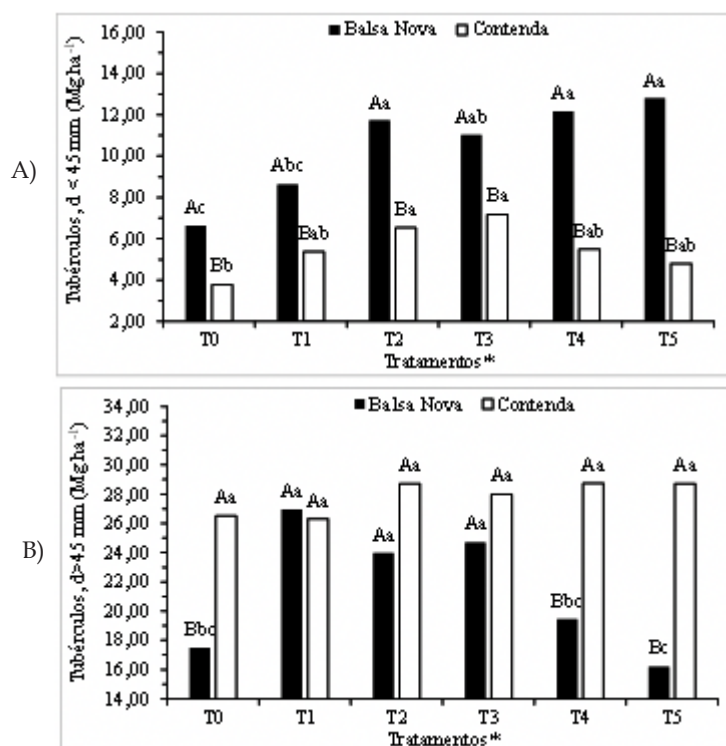 A)
Tubérculos, d < 45 mm (Mg ha⁻¹)
Balsa Nova Contenda
16,00
14,00
12,00
10,00
8,00
6,00
4,00
2,00
Ac Bb Abc Bab Aa Ba Aab Ba Aa Bab Aa Bab
T0 T1 T2 T3 T4 T5
Tratamentos*
B)
Tubérculos, d>45 mm (Mg ha⁻¹)
Balsa Nova Contenda
34,00
32,00
30,00
28,00
26,00
24,00
22,00
20,00
18,00
16,00
14,00
Bbc Aa Aa Aa Aa Aa Aa Aa Bbc Aa Bc Aa
T0 T1 T2 T3 T4 T5
Tratamentos*